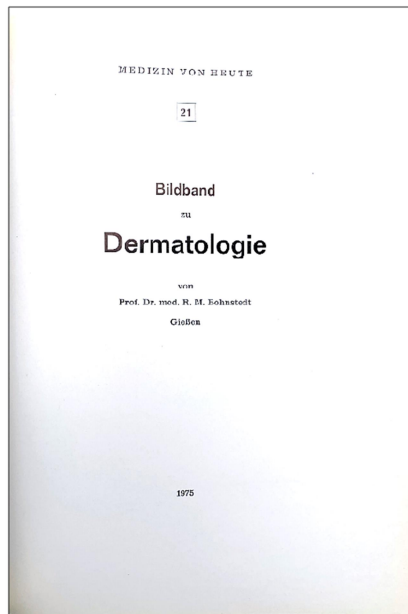 MEDIZIN VON HEUTE
21
Bildband
zu
Dermatologie
von
Prof. Dr. med. R. M. Bohnstedt
Gießen
1975